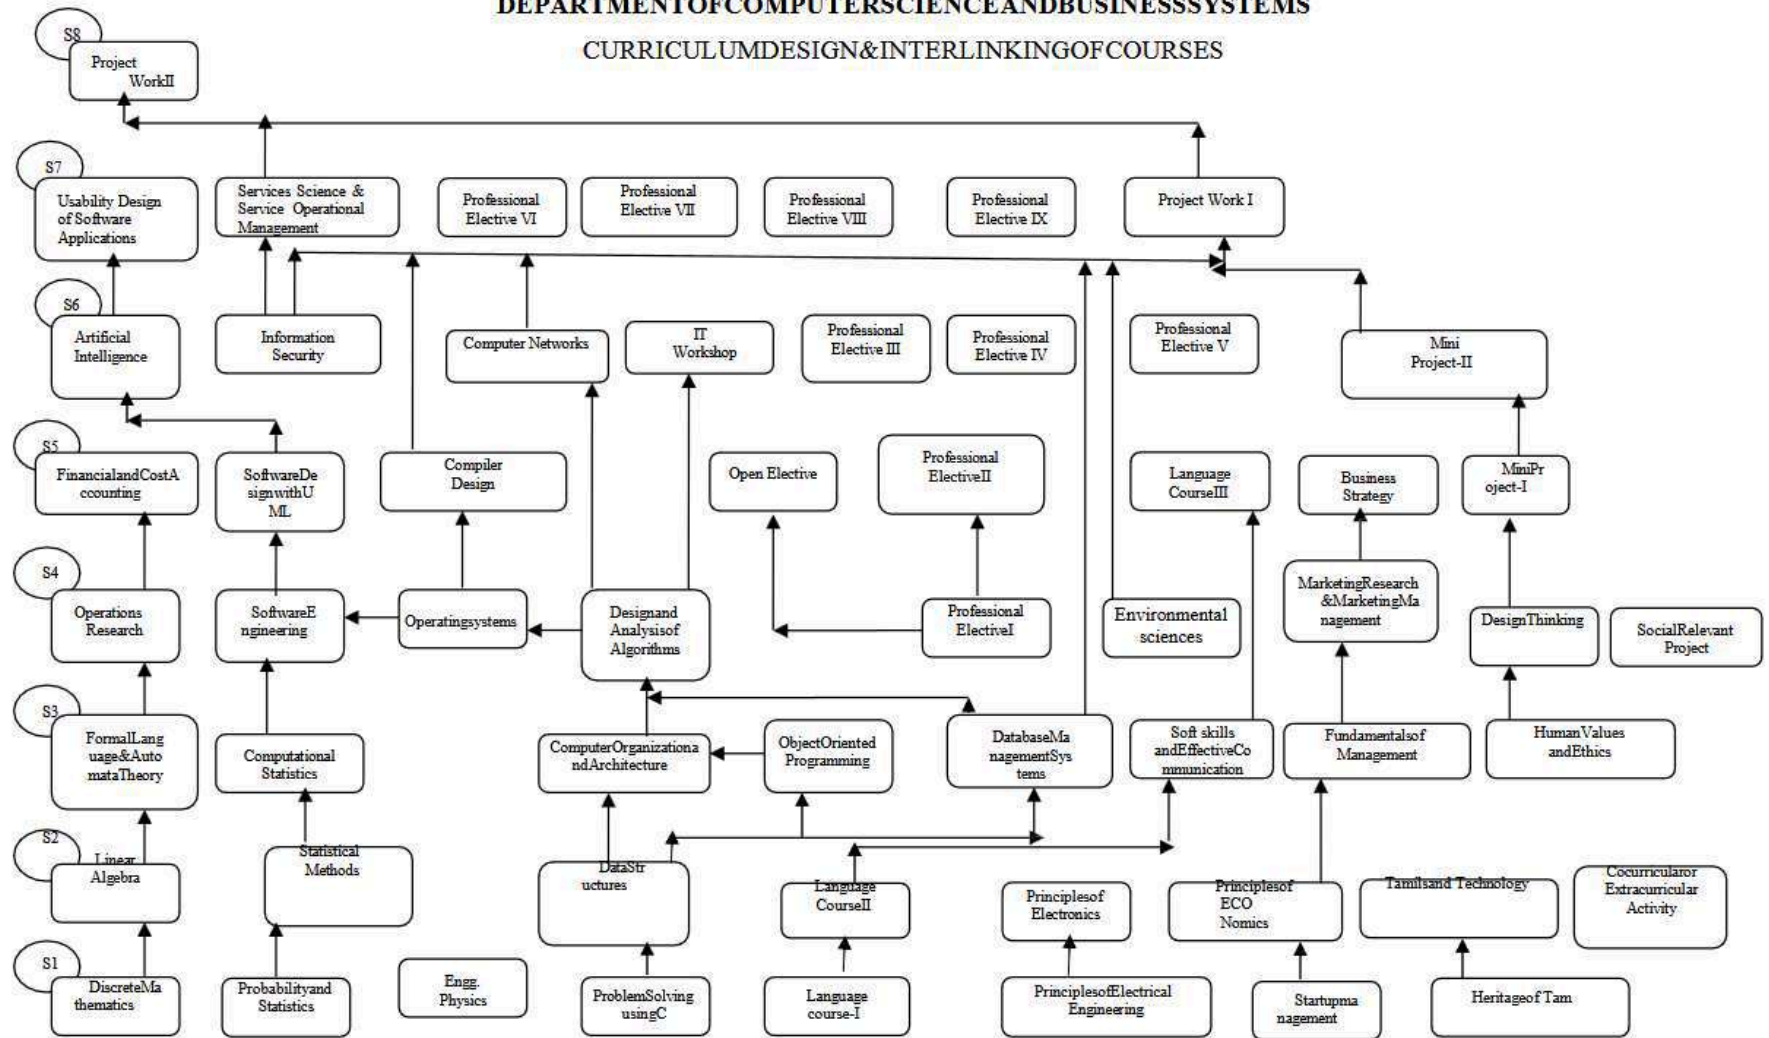 DEPARTMENTOFCOMPUTERSCIENCEANDBUSINESSSYSTEMS
CURRICULUMDESIGN&INTERLINKINGOFCOURSES
S8
Project
WorkII
S7
Usability Design
of Software
Applications
Services Science &
Service Operational
Management
Professional
Elective VI
Professional
Elective VII
Professional
Elective VIII
Professional
Elective IX
Project Work I
S6
Artificial
Intelligence
Information
Security
Computer Networks
IT
Workshop
Professional
Elective III
Professional
Elective IV
Professional
Elective V
Mini
Project-II
S5
FinancialandCostA
ccounting
SoftwareDe
signwithU
ML
Compiler
Design
Open Elective
Professional
ElectiveII
Language
CourseIII
Business
Strategy
MiniPr
oject-I
S4
Operations
Research
SoftwareE
ngineering
Operatingsystems
Designand
Analysisof
Algorithms
Professional
ElectiveI
Environmental
sciences
MarketingResearch
&MarketingMa
nagement
DesignThinking
SocialRelevant
Project
S3
FormalLang
uage&Auto
mataTheory
Computational
Statistics
ComputerOrganizationa
ndArchitecture
ObjectOriented
Programming
DatabaseMa
nagementSys
tems
Soft skills
andEffectiveCo
mmunication
Fundamentalsof
Management
HumanValues
andEthics
S2
Linear
Algebra
Statistical
Methods
DataStr
uctures
Language
CourseII
Principlesof
Electronics
Principlesof
ECO
Nomics
Tamilsand Technology
Cocurricularor
Extracurricular
Activity
S1
DiscreteMa
thematics
Probabilityand
Statistics
Engg.
Physics
ProblemSolving
usingC
Language
course-I
PrinciplesofElectrical
Engineering
Startupma
nagement
Heritageof Tam